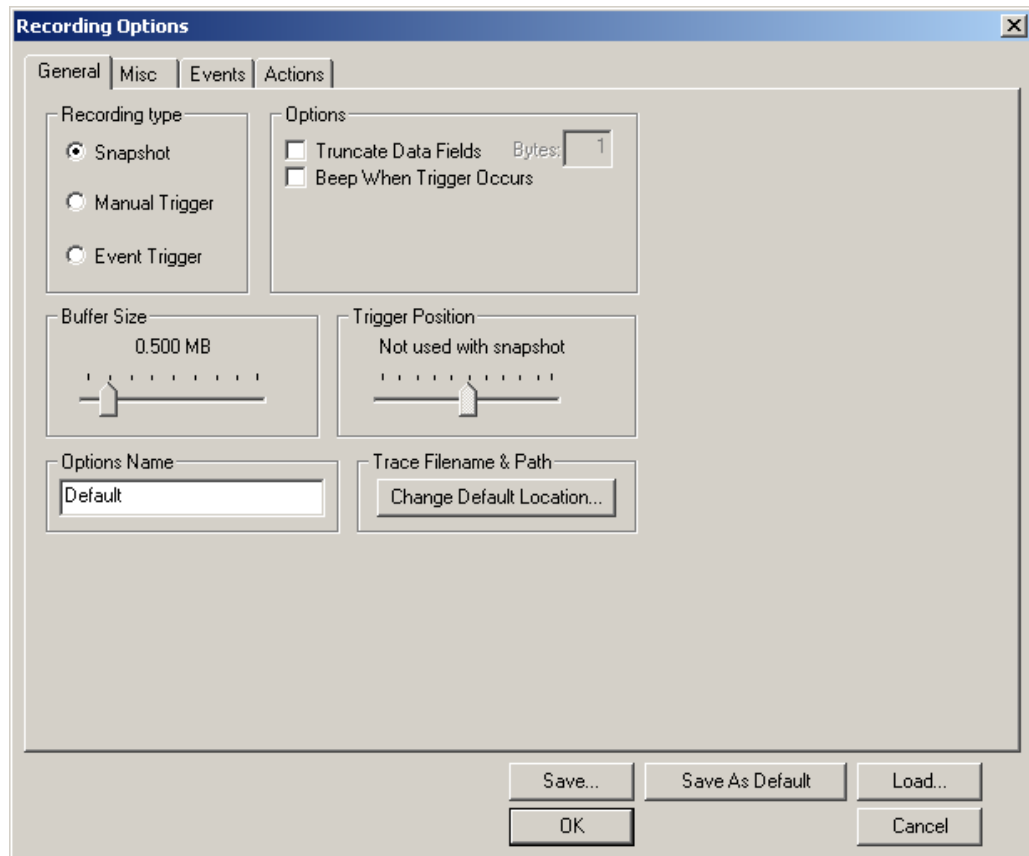 Recording Options
General Misc Events Actions
Recording type
Snapshot
Manual Trigger
Event Trigger
Options
Truncate Data Fields Bytes: 1
Beep When Trigger Occurs
Buffer Size
0.500 MB
Trigger Position
Not used with snapshot
Options Name
Default
Trace Filename & Path
Change Default Location...
Save... Save As Default Load...
OK Cancel